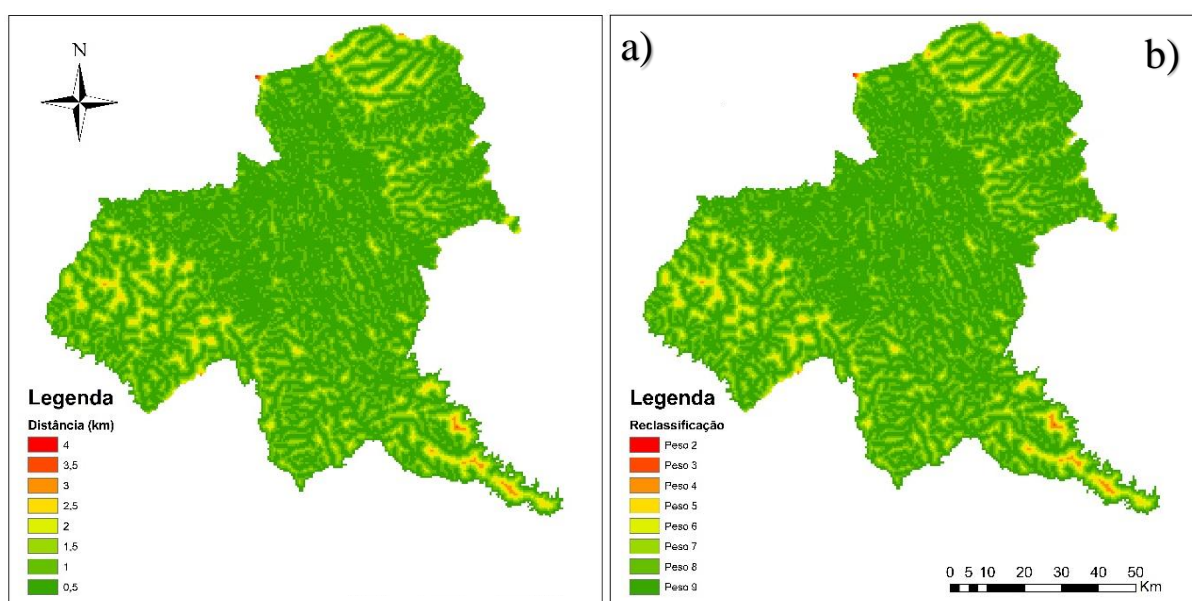 N
a)
b)
Legenda
Distância (km)
4
3,5
3
2,5
2
1,5
1
0,5
Legenda
Reclassificação
Peso 2
Peso 3
Peso 4
Peso 5
Peso 6
Peso 7
Peso 8
Peso 9
0 5 10 20 30 40 50
Km